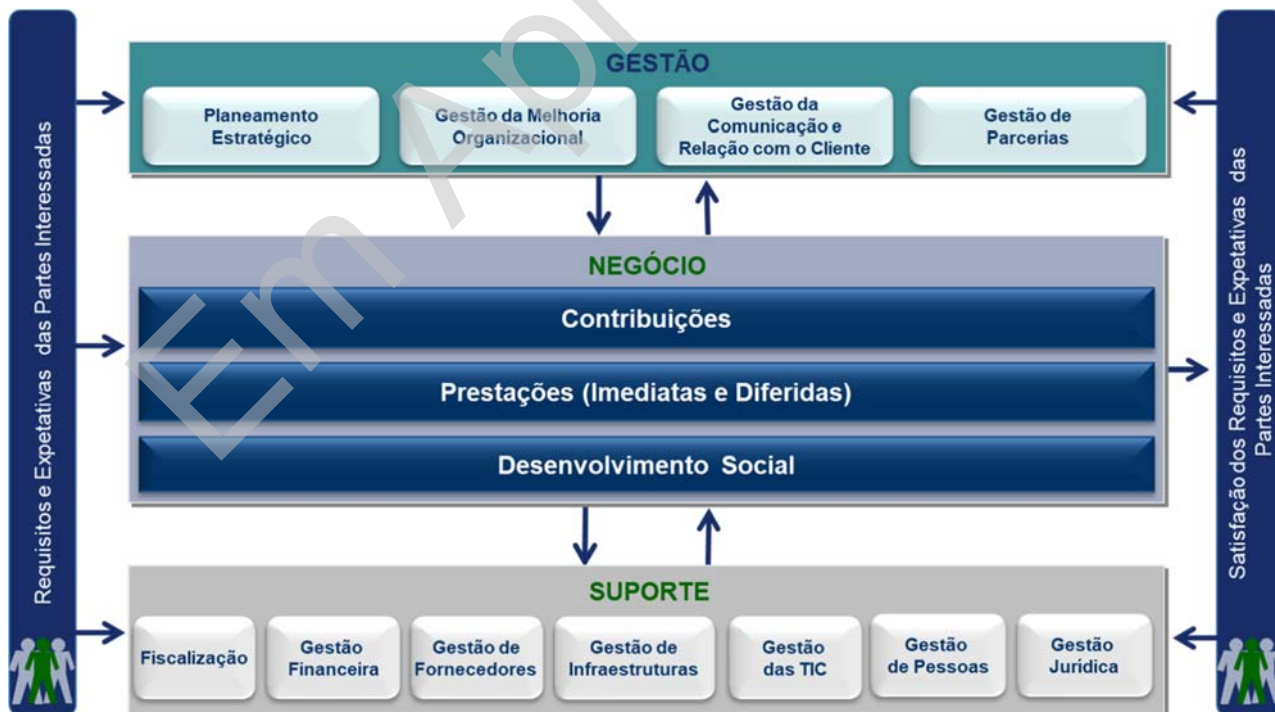 Requisitos e Expetativas das Partes Interessadas
GESTÃO
Planeamento
Estratégico
Gestão da Melhoria
Organizacional
Gestão da
Comunicação e
Relação com o Cliente
Gestão de
Parcerias
NEGÓCIO
Contribuições
Prestações (Imediatas e Diferidas)
Desenvolvimento Social
SUPORTE
Fiscalização
Gestão
Financeira
Gestão de
Fornecedores
Gestão de
Infraestruturas
Gestão
das TIC
Gestão
de Pessoas
Gestão
Jurídica
Satisfação dos Requisitos e Expetativas das
Partes Interessadas
Em